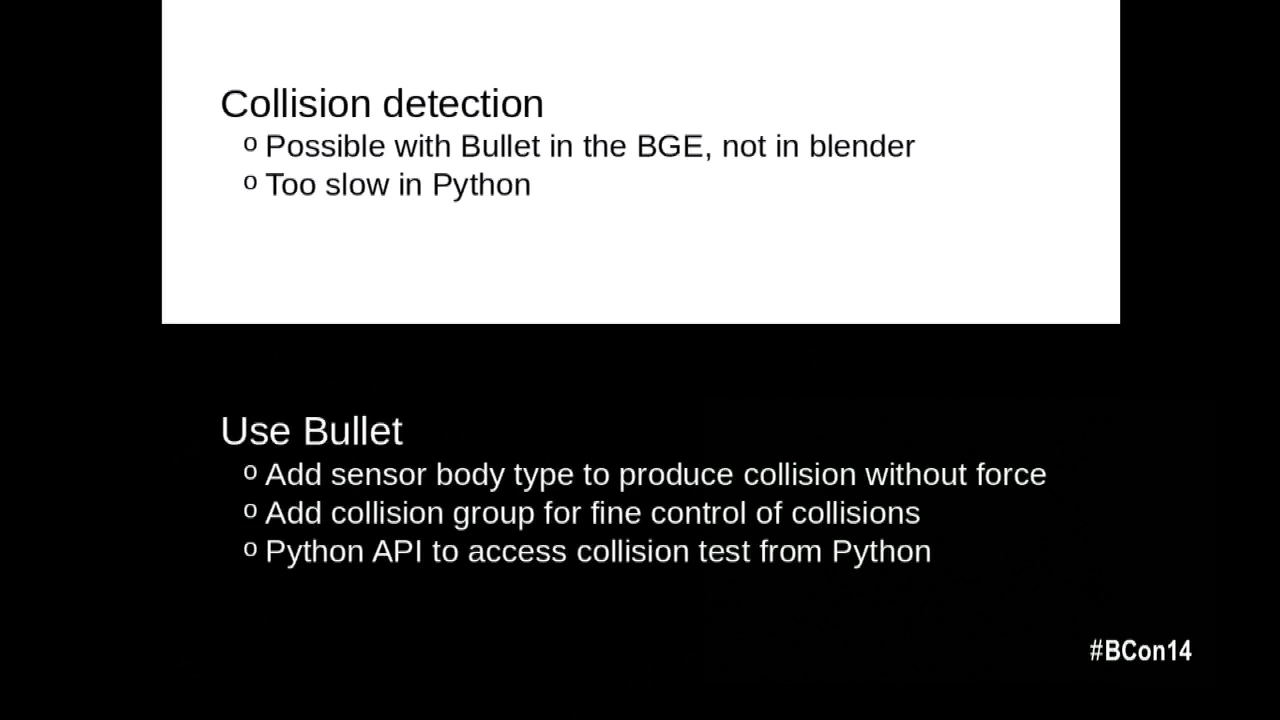 Collision detection
o Possible with Bullet in the BGE, not in blender
o Too slow in Python
Use Bullet
o Add sensor body type to produce collision without force
o Add collision group for fine control of collisions
o Python API to access collision test from Python
#BCon14